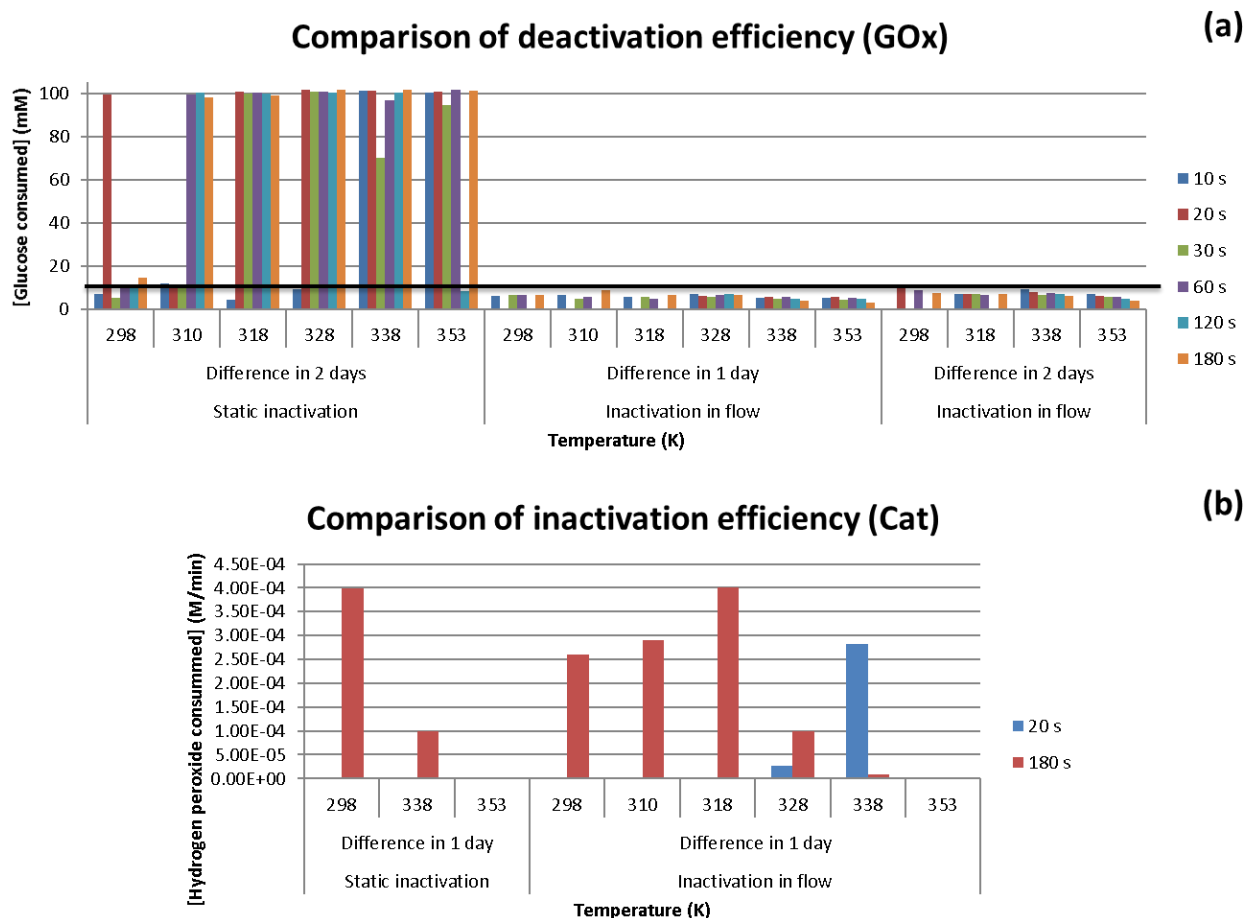 Comparison of deactivation efficiency (GOx)
(a)
[Glucose consumed] (mM)
100
80
60
40
20
0
298 310 318 328 338 353 298 310 318 328 338 353 298 318 338 353
Difference in 2 days Difference in 1 day Difference in 2 days
Static inactivation Inactivation in flow Inactivation in flow
Temperature (K)
10 s
20 s
30 s
60 s
120 s
180 s
Comparison of inactivation efficiency (Cat)
(b)
[Hydrogen peroxide consummed] (M/min)
4.50E-04
4.00E-04
3.50E-04
3.00E-04
2.50E-04
2.00E-04
1.50E-04
1.00E-04
5.00E-05
0.00E+00
298 338 353 298 310 318 328 338 353
Difference in 1 day Difference in 1 day
Static inactivation Inactivation in flow
Temperature (K)
20 s
180 s